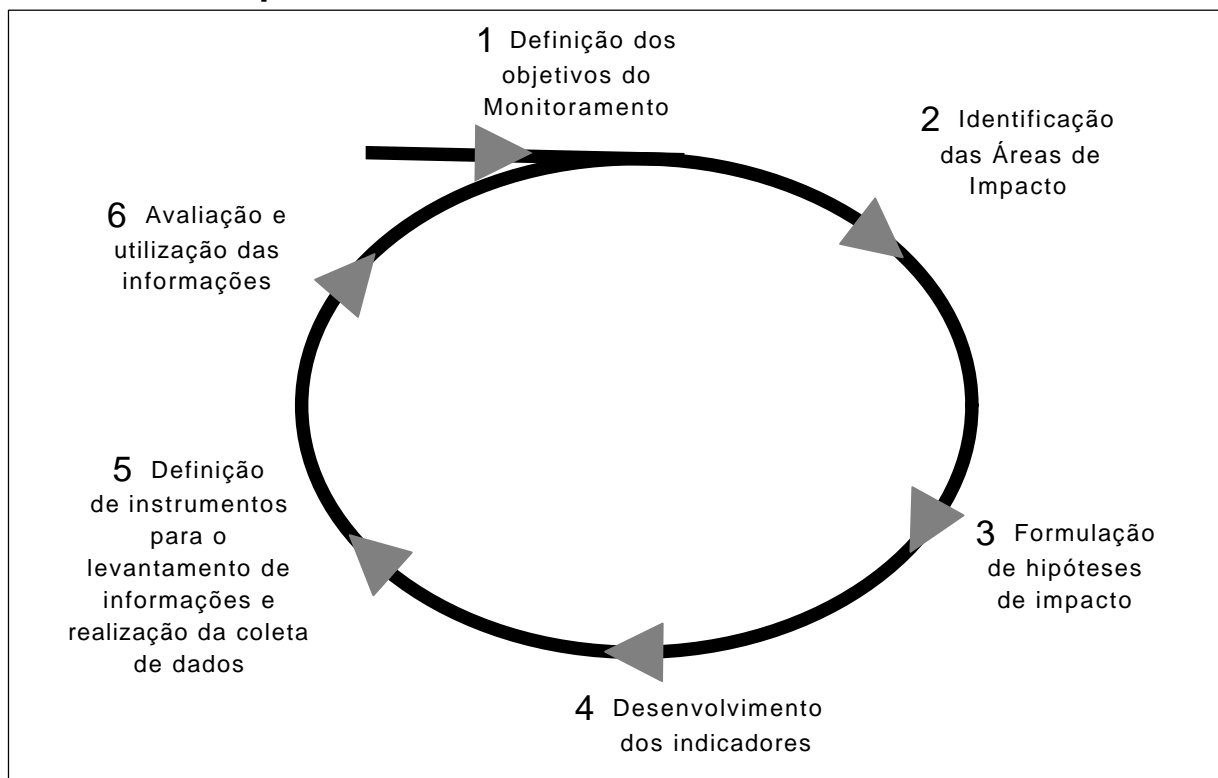 1 Definição dos
objetivos do
Monitoramento
2 Identificação
das Áreas de
Impacto
3 Formulação
de hipóteses
de impacto
4 Desenvolvimento
dos indicadores
5 Definição
de instrumentos
para o
levantamento de
informações e
realização da coleta
de dados
6 Avaliação e
utilização das
informações